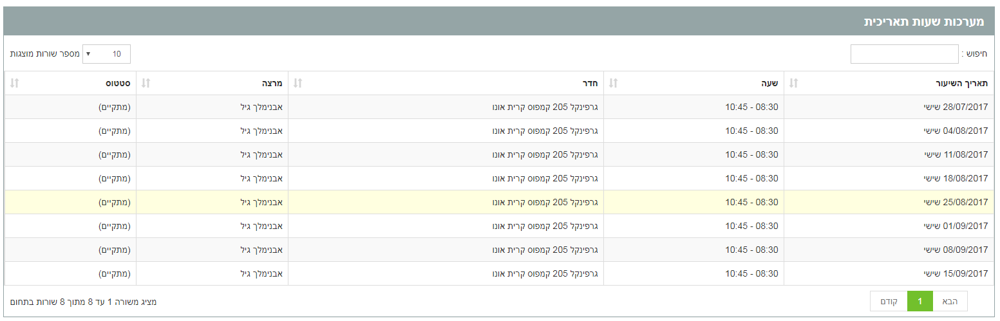 מערכות שעות תאריכית
חיפוש : מספר שורות מוצגות 10
תאריך השיעור שעה חדר מרצה סטטוס
28/07/2017 שישי 08:30 - 10:45 גרפינקל 205 קמפוס קרית אונו אבנימלך גיל (מתקיים)
04/08/2017 שישי 08:30 - 10:45 גרפינקל 205 קמפוס קרית אונו אבנימלך גיל (מתקיים)
11/08/2017 שישי 08:30 - 10:45 גרפינקל 205 קמפוס קרית אונו אבנימלך גיל (מתקיים)
18/08/2017 שישי 08:30 - 10:45 גרפינקל 205 קמפוס קרית אונו אבנימלך גיל (מתקיים)
25/08/2017 שישי 08:30 - 10:45 גרפינקל 205 קמפוס קרית אונו אבנימלך גיל (מתקיים)
01/09/2017 שישי 08:30 - 10:45 גרפינקל 205 קמפוס קרית אונו אבנימלך גיל (מתקיים)
08/09/2017 שישי 08:30 - 10:45 גרפינקל 205 קמפוס קרית אונו אבנימלך גיל (מתקיים)
15/09/2017 שישי 08:30 - 10:45 גרפינקל 205 קמפוס קרית אונו אבנימלך גיל (מתקיים)
הבא 1 קודם מציג משורה 1 עד 8 מתוך 8 שורות בתחום